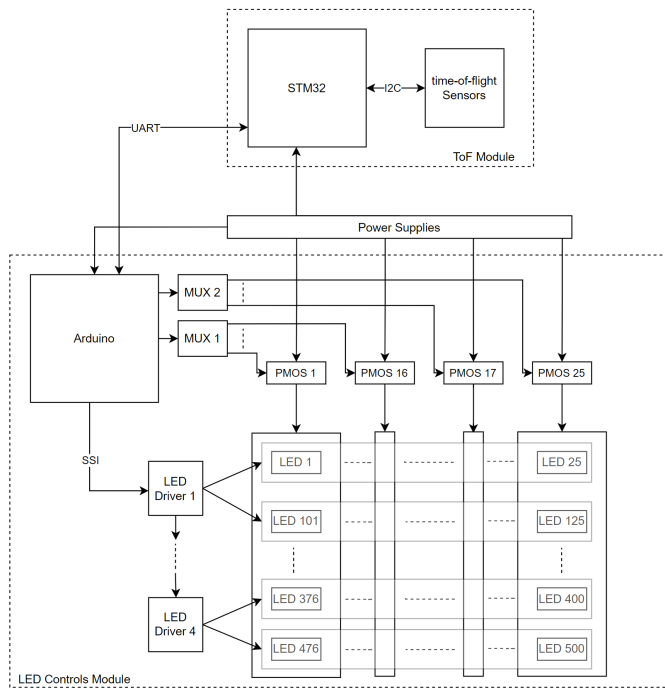 STM32
I2C
time-of-flight
Sensors
UART
ToF Module
Power Supplies
MUX 2
Arduino
MUX 1
PMOS 1
PMOS 16
PMOS 17
PMOS 25
SSI
LED
Driver 1
LED 1
LED 25
LED 101
LED 125
LED
Driver 4
LED 376
LED 400
LED 476
LED 500
LED Controls Module